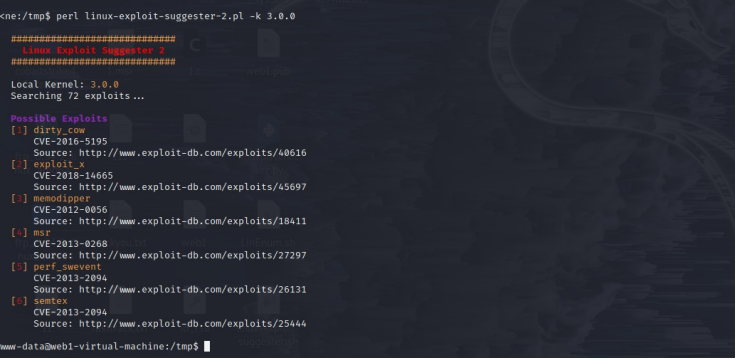 <ne:/tmp$ perl linux-exploit-suggester-2.pl -k 3.0.0
#############################
Linux Exploit Suggester 2
#############################
Local Kernel: 3.0.0
Searching 72 exploits...
Possible Exploits
[1] dirty_cow
CVE-2016-5195
Source: http://www.exploit-db.com/exploits/40616
[2] exploit_x
CVE-2018-14665
Source: http://www.exploit-db.com/exploits/45697
[3] memodipper
CVE-2012-0056
Source: http://www.exploit-db.com/exploits/18411
[4] msr
CVE-2013-0268
Source: http://www.exploit-db.com/exploits/27297
[5] perf_swevent
CVE-2013-2094
Source: http://www.exploit-db.com/exploits/26131
[6] semtex
CVE-2013-2094
Source: http://www.exploit-db.com/exploits/25444
www-data@web1-virtual-machine:/tmp$